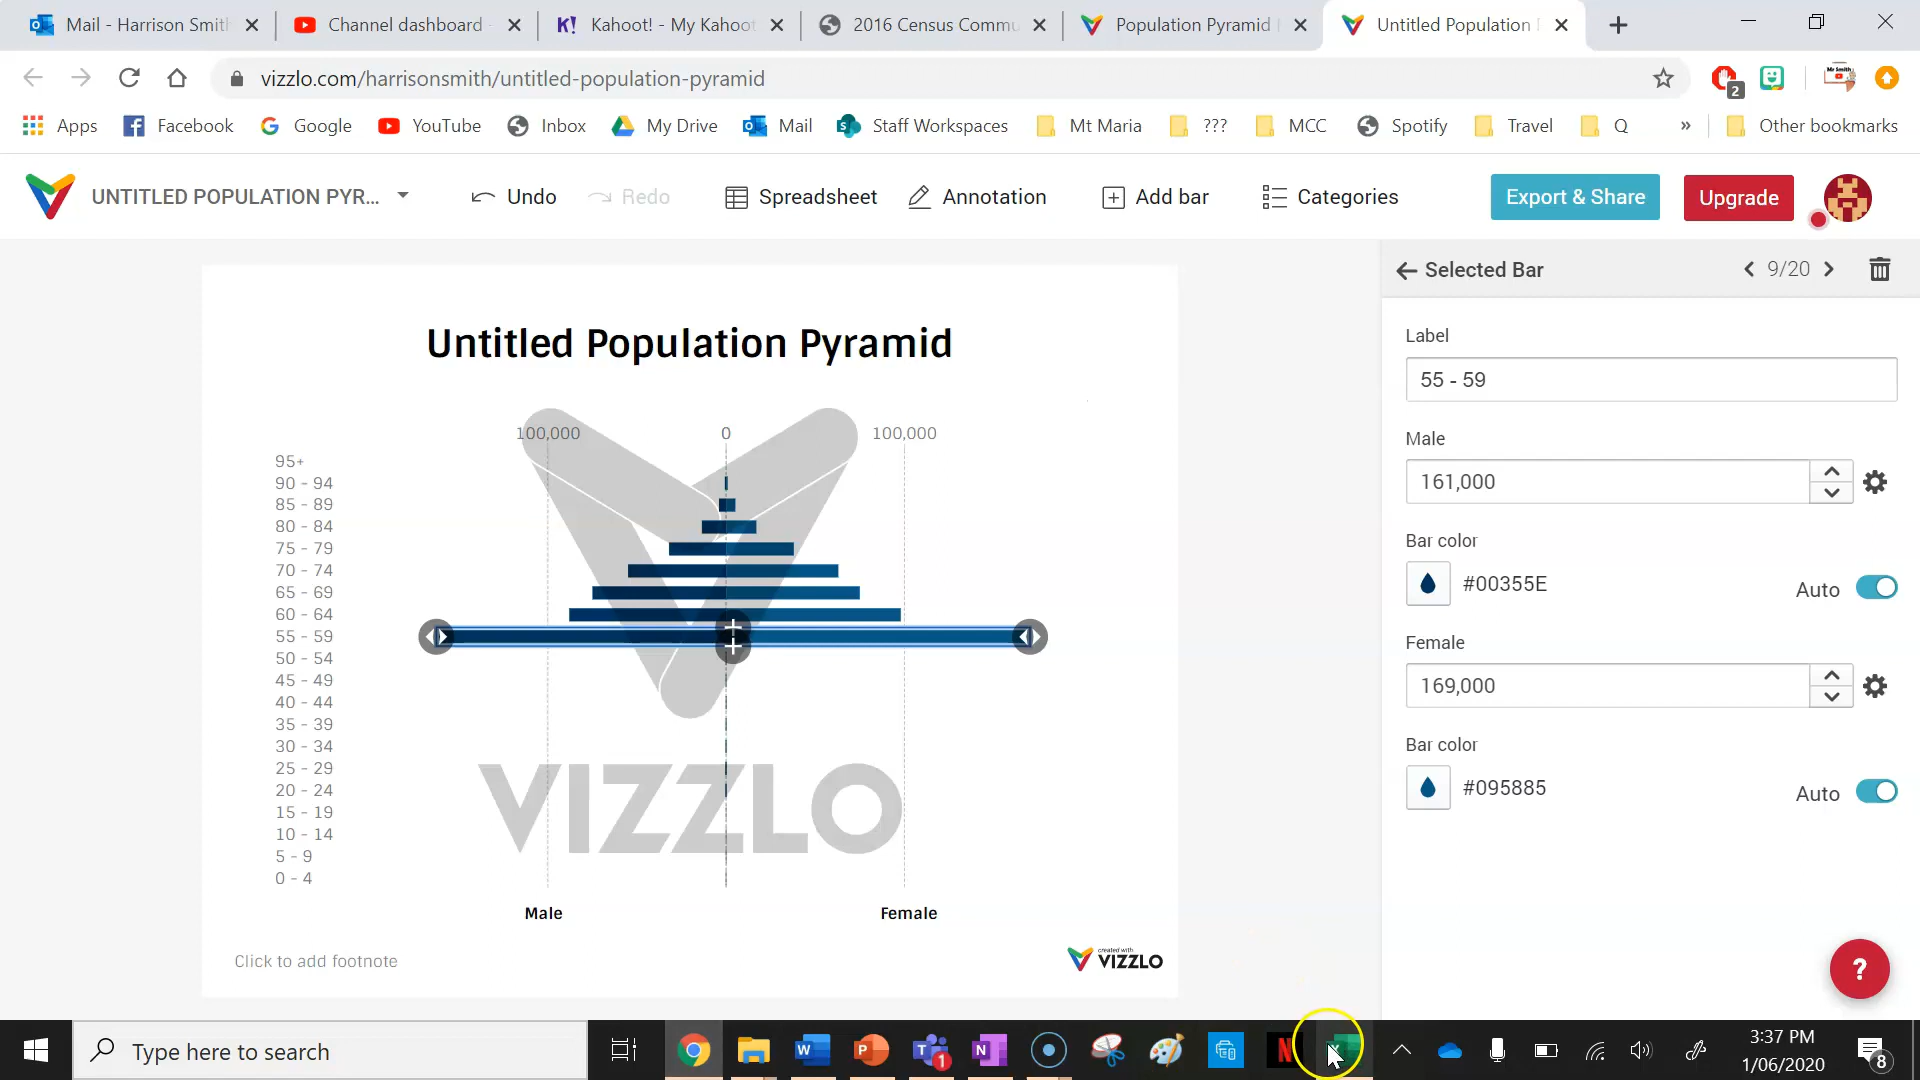 Mail - Harrison Smith
Channel dashboard
Kahoot! - My Kahoot
2016 Census Commu
Population Pyramid
Untitled Population
vizzlo.com/harrisonsmith/untitled-population-pyramid
2
Mr Smith
Apps
Facebook
Google
YouTube
Inbox
My Drive
Mail
Staff Workspaces
Mt Maria
???
MCC
Spotify
Travel
Q
»
Other bookmarks
UNTITLED POPULATION PYR...
Undo
Redo
Spreadsheet
Annotation
Add bar
Categories
Export & Share
Upgrade
Selected Bar
9/20
Untitled Population Pyramid
100,000 0 100,000
95+
90 - 94
85 - 89
80 - 84
75 - 79
70 - 74
65 - 69
60 - 64
55 - 59
50 - 54
45 - 49
40 - 44
35 - 39
30 - 34
25 - 29
20 - 24
15 - 19
10 - 14
5 - 9
0 - 4
VIZZLO
Male
Female
Click to add footnote
created with
VIZZLO
Label
55 - 59
Male
161,000
Bar color
#00355E
Auto
Female
169,000
Bar color
#095885
Auto
?
Type here to search
1
3:37 PM
1/06/2020
8